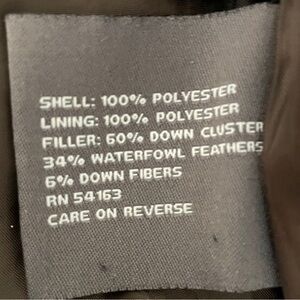 SHELL: 100% POLYESTER
LINING: 100% POLYESTER
FILLER: 60% DOWN CLUSTER
34% WATERFOWL FEATHERS
6% DOWN FIBERS
RN 54163
CARE ON REVERSE